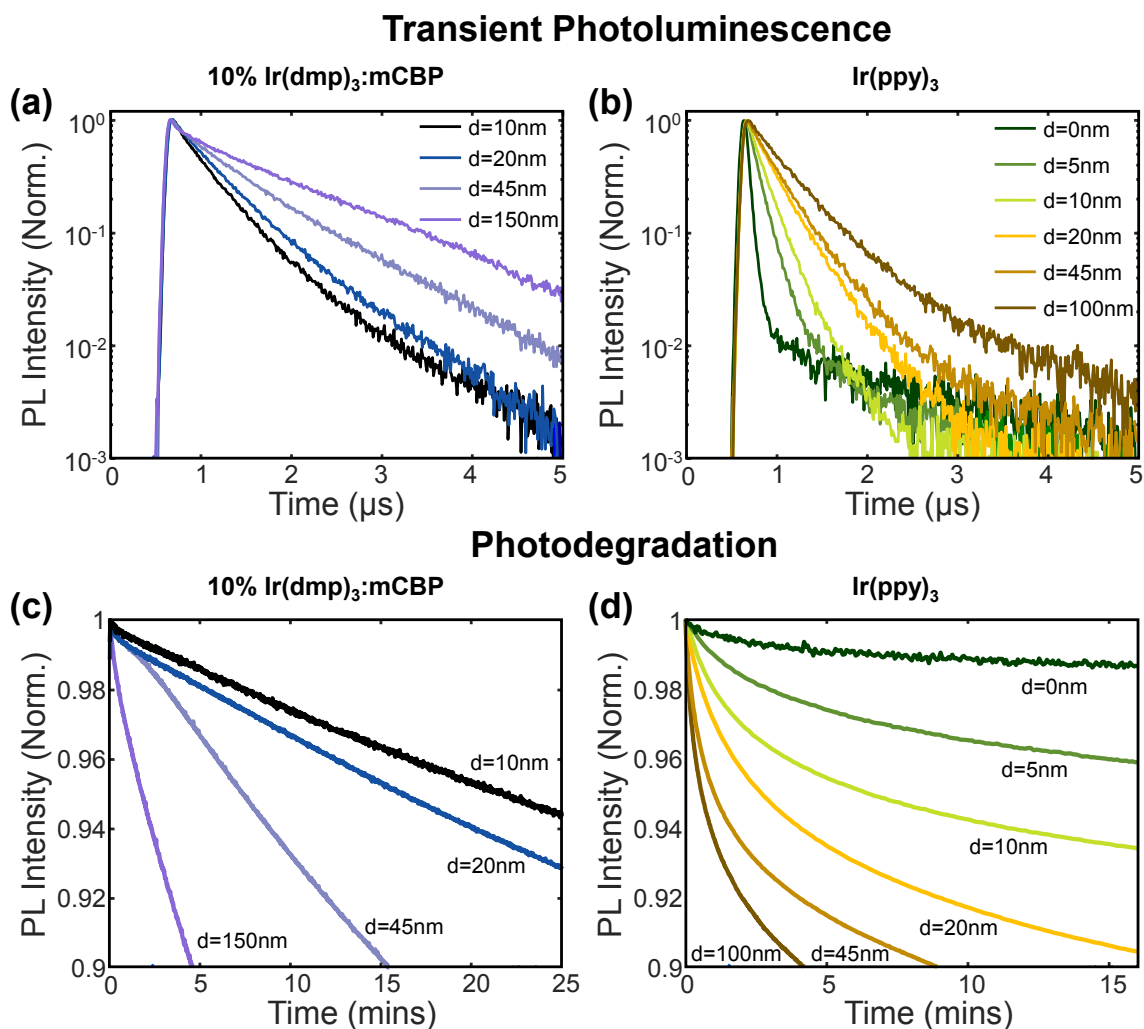 Transient Photoluminescence
10% Ir(dmp)₃:mCBP
Ir(ppy)₃
(a)
PL Intensity (Norm.)
10⁰
10⁻¹
10⁻²
10⁻³
d=10nm
d=20nm
d=45nm
d=150nm
0 1 2 3 4 5
Time (µs)
(b)
PL Intensity (Norm.)
10⁰
10⁻¹
10⁻²
10⁻³
d=0nm
d=5nm
d=10nm
d=20nm
d=45nm
d=100nm
0 1 2 3 4 5
Time (µs)
Photodegradation
10% Ir(dmp)₃:mCBP
Ir(ppy)₃
(c)
PL Intensity (Norm.)
1
0.98
0.96
0.94
0.92
0.9
d=10nm
d=20nm
d=45nm
d=150nm
0 5 10 15 20 25
Time (mins)
(d)
PL Intensity (Norm.)
1
0.98
0.96
0.94
0.92
0.9
d=0nm
d=5nm
d=10nm
d=20nm
d=100nm
d=45nm
0 5 10 15
Time (mins)